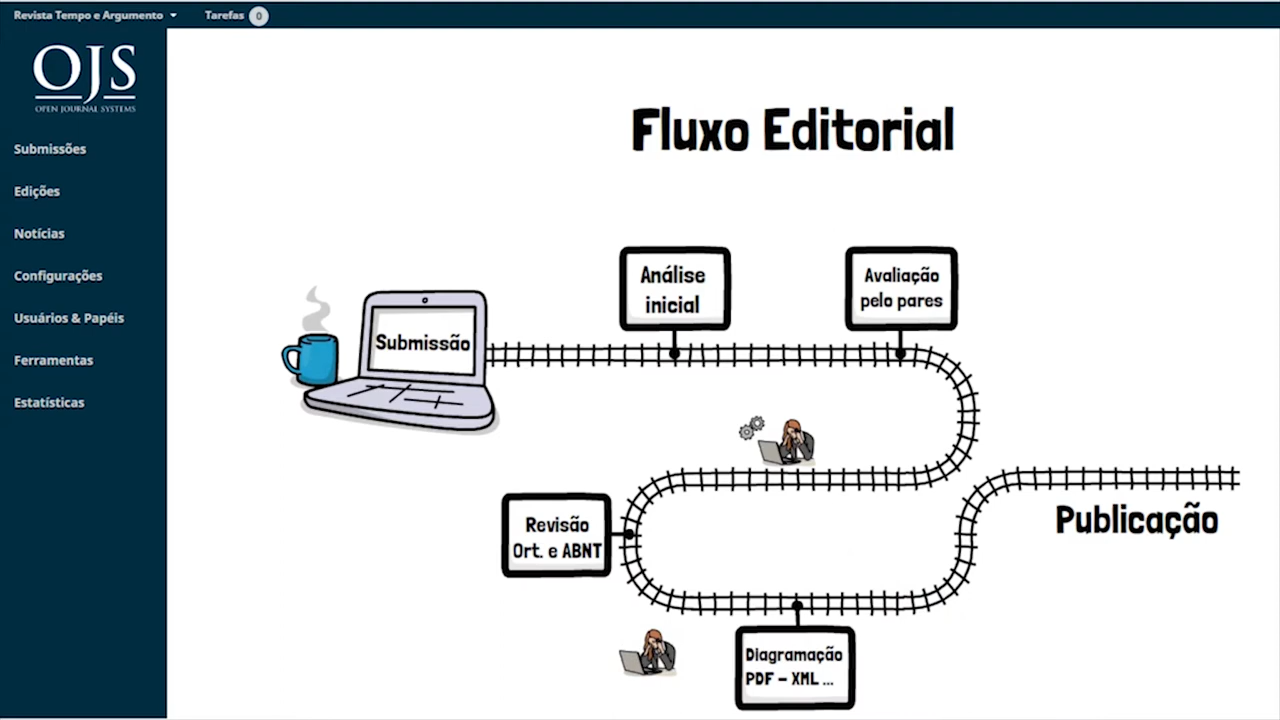 Revista Tempo e Argumento
Tarefas 0
OJS
OPEN JOURNAL SYSTEMS
Submissões
Edições
Notícias
Configurações
Usuários & Papéis
Ferramentas
Estatísticas
Fluxo Editorial
Submissão
Análise
inicial
Avaliação
pelo pares
Revisão
Ort. e ABNT
Diagramação
PDF - XML ...
Publicação